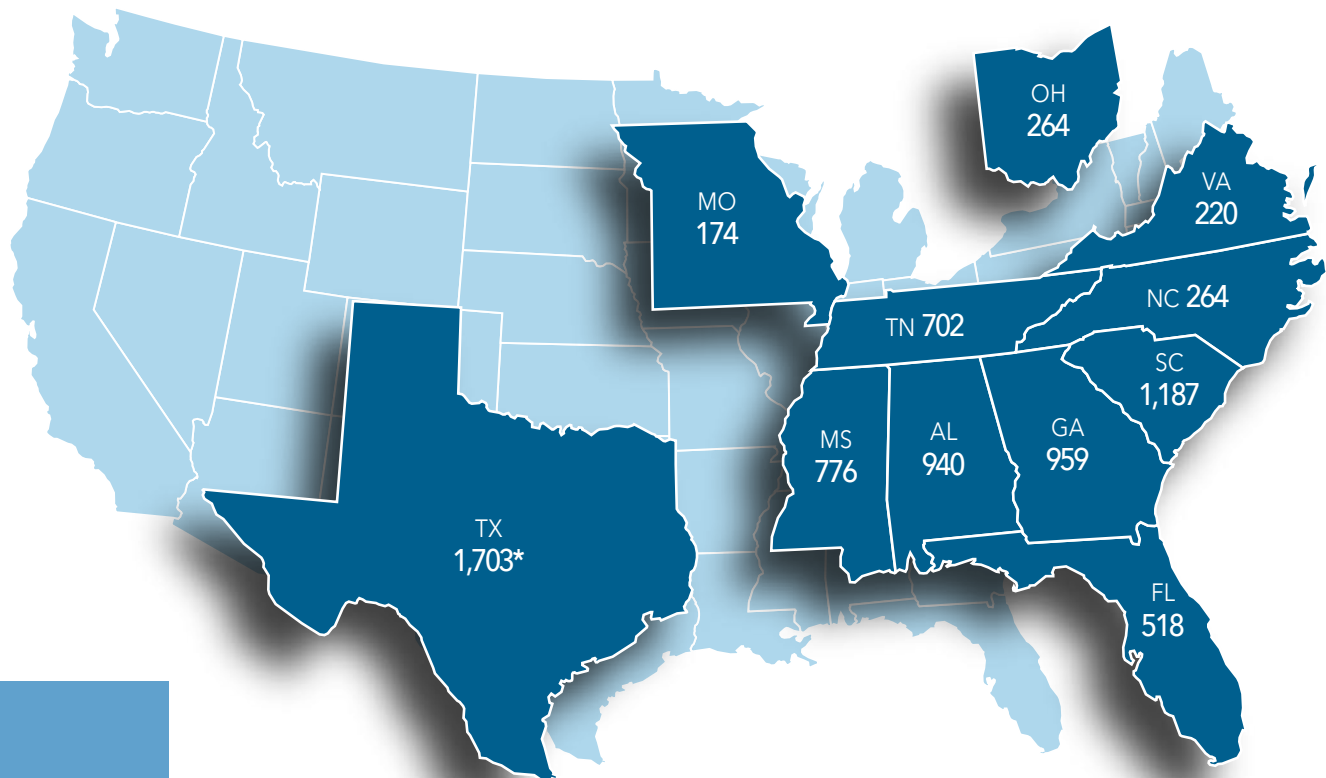 OH
264
MO
174
VA
220
NC 264
TN 702
SC
1,187
MS
776
AL
940
GA
959
TX
1,703*
FL
518